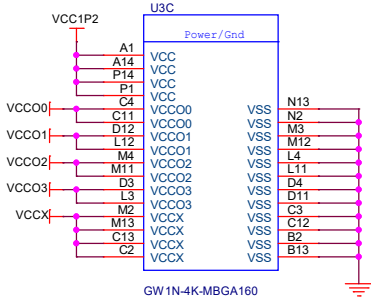 U3C
VCC1P2
Power/Gnd
A1 VCC
A14 VCC
P14 VCC
P1 VCC
VCCO0 C4 VCCO0 VSS N13
C11 VCCO0 VSS N2
VCCO1 D12 VCCO1 VSS M3
L12 VCCO1 VSS M12
VCCO2 M4 VCCO2 VSS L4
M11 VCCO2 VSS L11
VCCO3 D3 VCCO3 VSS D4
L3 VCCO3 VSS D11
VCCX M2 VCCX VSS C3
M13 VCCX VSS C12
C13 VCCX VSS B2
C2 VCCX VSS B13
GW1N-4K-MBGA160